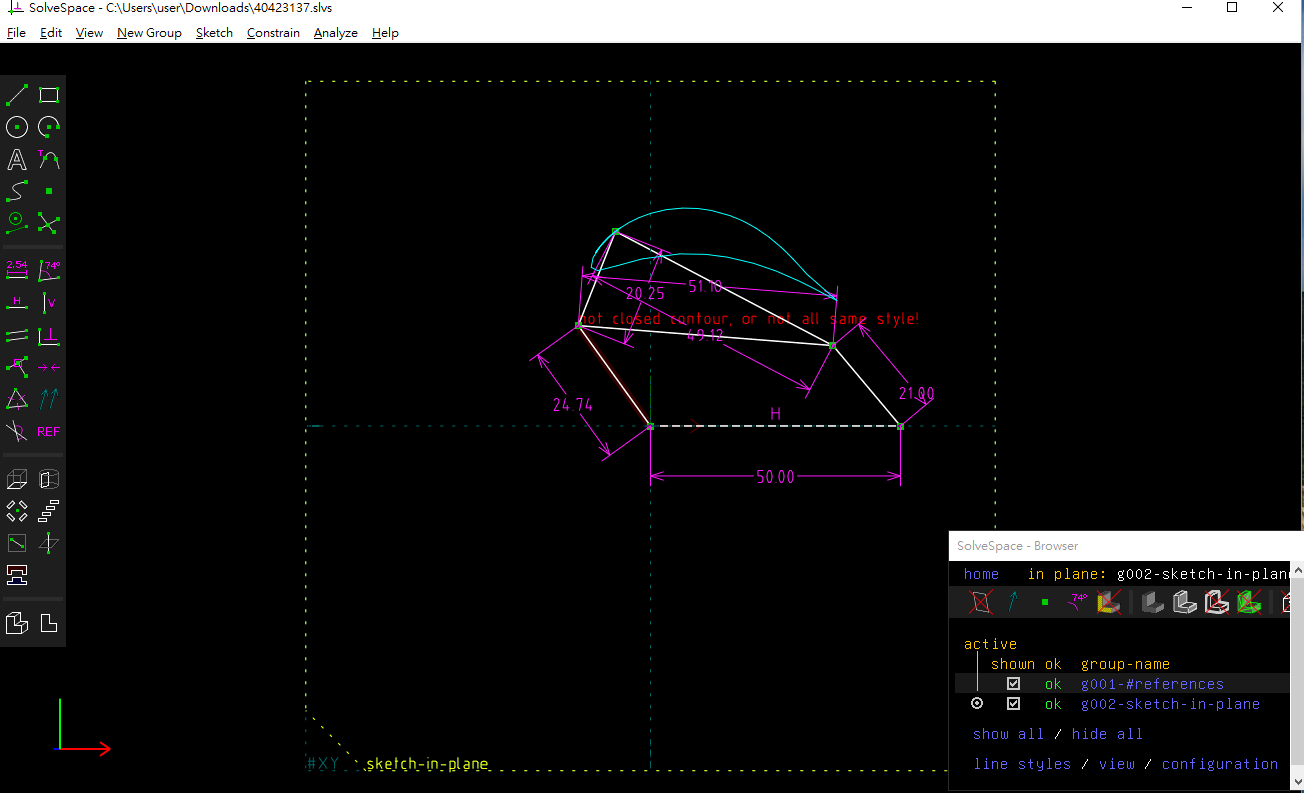 SolveSpace - C:\Users\user\Downloads\40423137.slvs
File Edit View New Group Sketch Constrain Analyze Help
A T
2.54 74°
H V
REF
20.25
51.10
not closed contour, or not all same style!
49.12
24.74
21.00
H
50.00
#XY sketch-in-plane
SolveSpace - Browser
home in plane: g002-sketch-in-plane
74°
active
shown ok group-name
ok g001-#references
ok g002-sketch-in-plane
show all / hide all
line styles / view / configuration